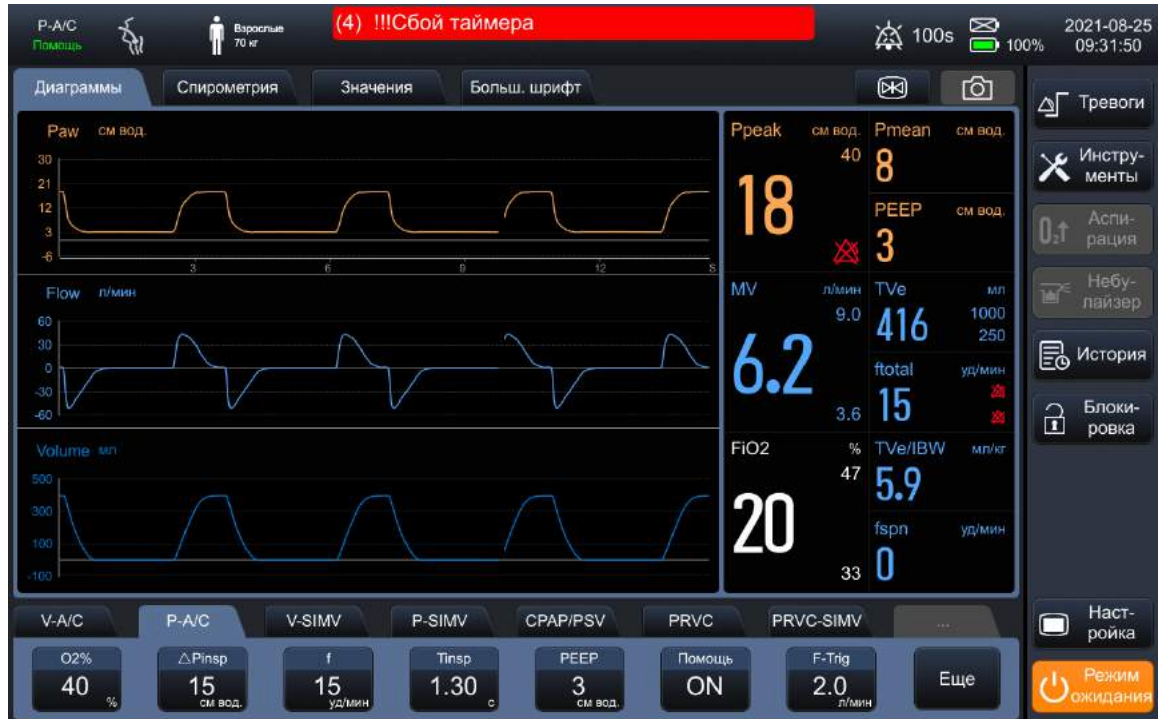 P-A/C
Помощь
Взрослые
70 кг
(4) !!!Сбой таймера
100s
100%
2021-08-25
09:31:50
Диаграммы
Спирометрия
Значения
Больш. шрифт
Paw см вод.
30
21
12
3
-6
3
6
9
12
s
Flow л/мин
60
30
0
-30
-60
Volume мл
500
300
100
-100
Ppeak см вод.
40
18
Pmean см вод.
8
PEEP см вод.
3
MV л/мин
9.0
6.2
3.6
TVe мл
416
1000
250
ftotal уд/мин
15
FiO2 %
47
20
33
TVe/IBW мл/кг
5.9
fspn уд/мин
0
Тревоги
Инстру-
менты
O₂↑
Аспи-
рация
Небу-
лайзер
История
Блоки-
ровка
Наст-
ройка
Режим
ожидания
V-A/C
P-A/C
V-SIMV
P-SIMV
CPAP/PSV
PRVC
PRVC-SIMV
...
O2%
40
%
△Pinsp
15
см вод.
f
15
уд/мин
Tinsp
1.30
с
PEEP
3
см вод.
Помощь
ON
F-Trig
2.0
л/мин
Еще